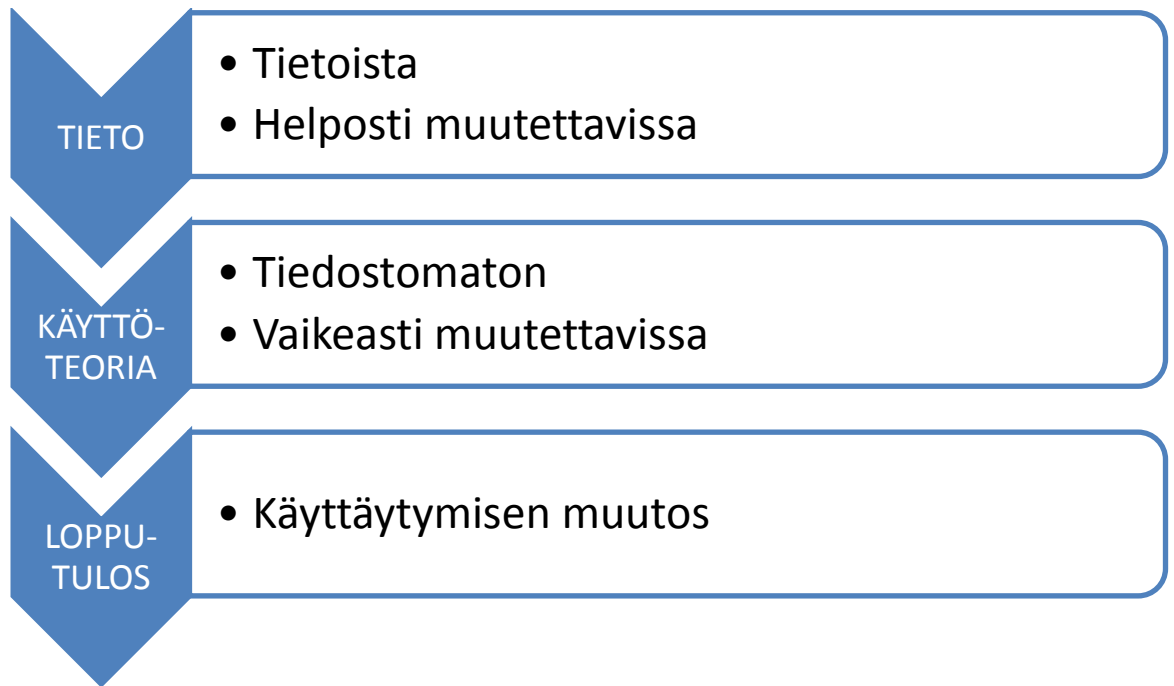 TIETO
• Tietoista
• Helposti muutettavissa
KÄYTTÖ-
TEORIA
• Tiedostomaton
• Vaikeasti muutettavissa
LOPPU-
TULOS
• Käyttäytymisen muutos